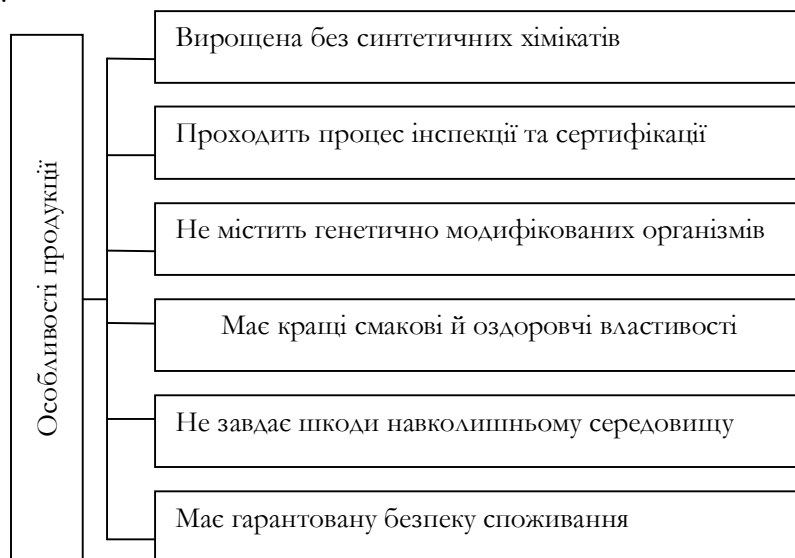 Особливості продукції
Вирощена без синтетичних хімікатів
Проходить процес інспекції та сертифікації
Не містить генетично модифікованих організмів
Має кращі смакові й оздоровчі властивості
Не завдає шкоди навколишньому середовищу
Має гарантовану безпеку споживання